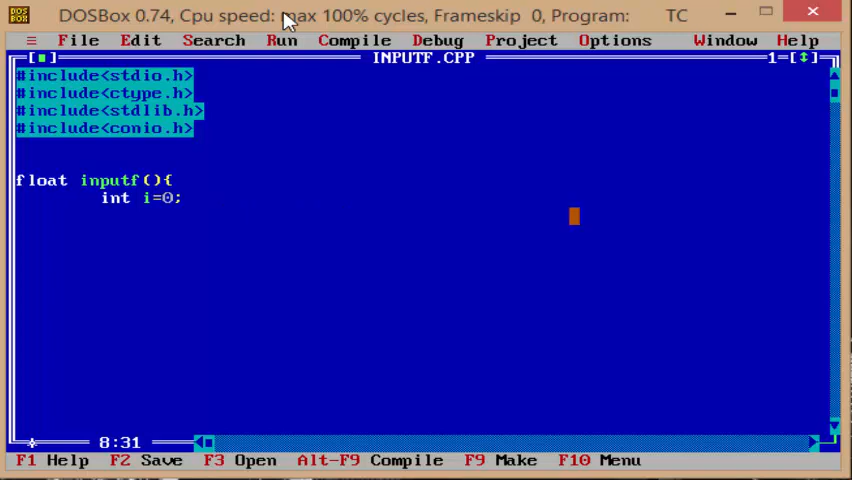 DOSBox 0.74, Cpu speed: max 100% cycles, Frameskip 0, Program: TC
≡ File Edit Search Run Compile Debug Project Options Window Help
[■] INPUTF.CPP 1=[↕]
#include<stdio.h>
#include<ctype.h>
#include<stdlib.h>
#include<conio.h>
float inputf(){
int i=0;
8:31
F1 Help F2 Save F3 Open Alt-F9 Compile F9 Make F10 Menu